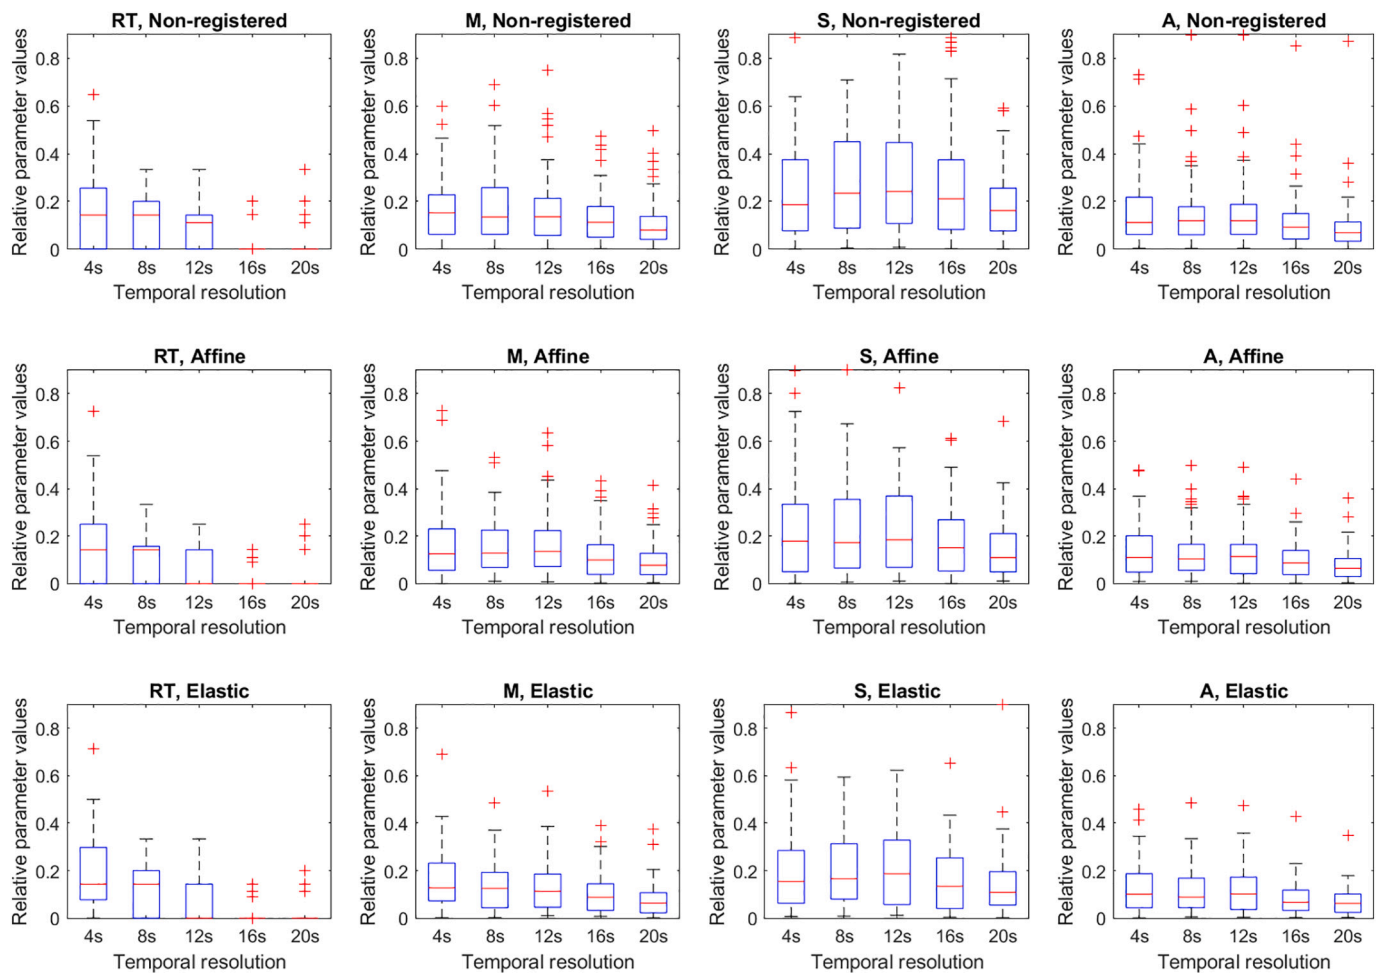 RT, Non-registered
M, Non-registered
S, Non-registered
A, Non-registered
Relative parameter values
0.8
0.6
0.4
0.2
0
4s 8s 12s 16s 20s
Temporal resolution
Relative parameter values
0.8
0.6
0.4
0.2
0
4s 8s 12s 16s 20s
Temporal resolution
Relative parameter values
0.8
0.6
0.4
0.2
0
4s 8s 12s 16s 20s
Temporal resolution
Relative parameter values
0.8
0.6
0.4
0.2
0
4s 8s 12s 16s 20s
Temporal resolution
RT, Affine
M, Affine
S, Affine
A, Affine
Relative parameter values
0.8
0.6
0.4
0.2
0
4s 8s 12s 16s 20s
Temporal resolution
Relative parameter values
0.8
0.6
0.4
0.2
0
4s 8s 12s 16s 20s
Temporal resolution
Relative parameter values
0.8
0.6
0.4
0.2
0
4s 8s 12s 16s 20s
Temporal resolution
Relative parameter values
0.8
0.6
0.4
0.2
0
4s 8s 12s 16s 20s
Temporal resolution
RT, Elastic
M, Elastic
S, Elastic
A, Elastic
Relative parameter values
0.8
0.6
0.4
0.2
0
4s 8s 12s 16s 20s
Temporal resolution
Relative parameter values
0.8
0.6
0.4
0.2
0
4s 8s 12s 16s 20s
Temporal resolution
Relative parameter values
0.8
0.6
0.4
0.2
0
4s 8s 12s 16s 20s
Temporal resolution
Relative parameter values
0.8
0.6
0.4
0.2
0
4s 8s 12s 16s 20s
Temporal resolution